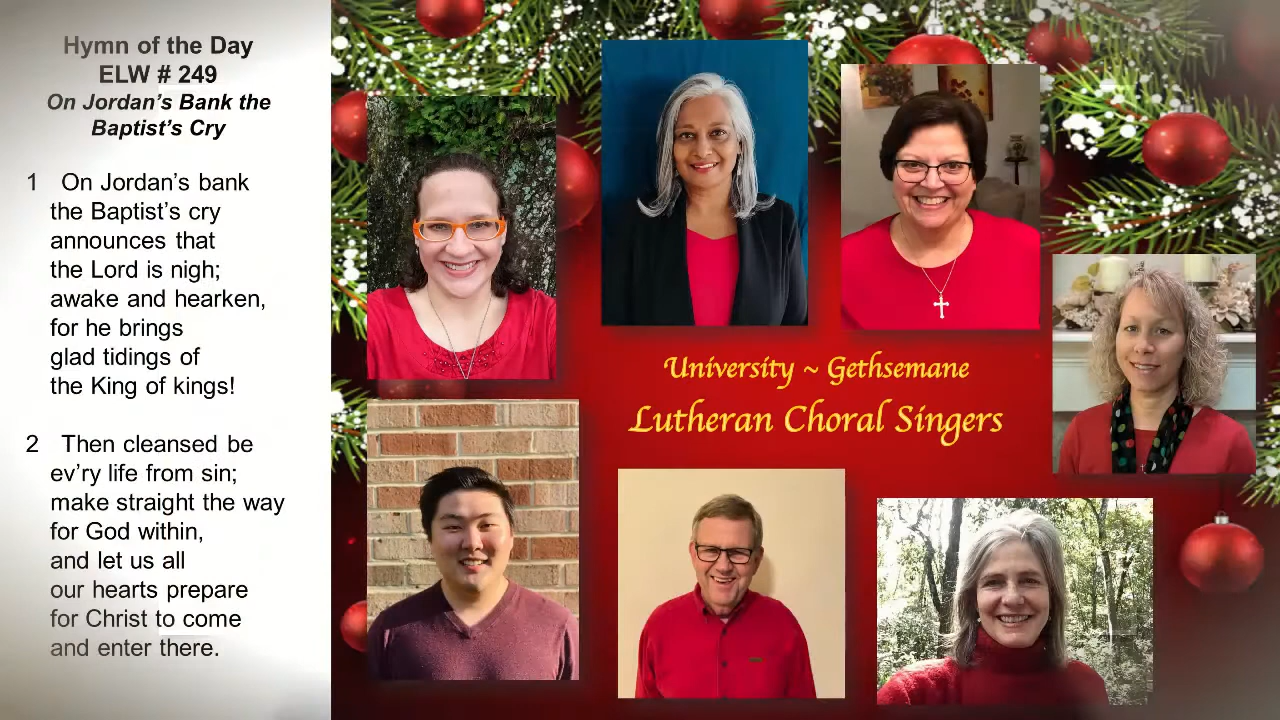 Hymn of the Day
ELW # 249
On Jordan's Bank the
Baptist's Cry
1 On Jordan's bank
the Baptist's cry
announces that
the Lord is nigh;
awake and hearken,
for he brings
glad tidings of
the King of kings!
2 Then cleansed be
ev'ry life from sin;
make straight the way
for God within,
and let us all
our hearts prepare
for Christ to come
and enter there.
University ~ Gethsemane
Lutheran Choral Singers